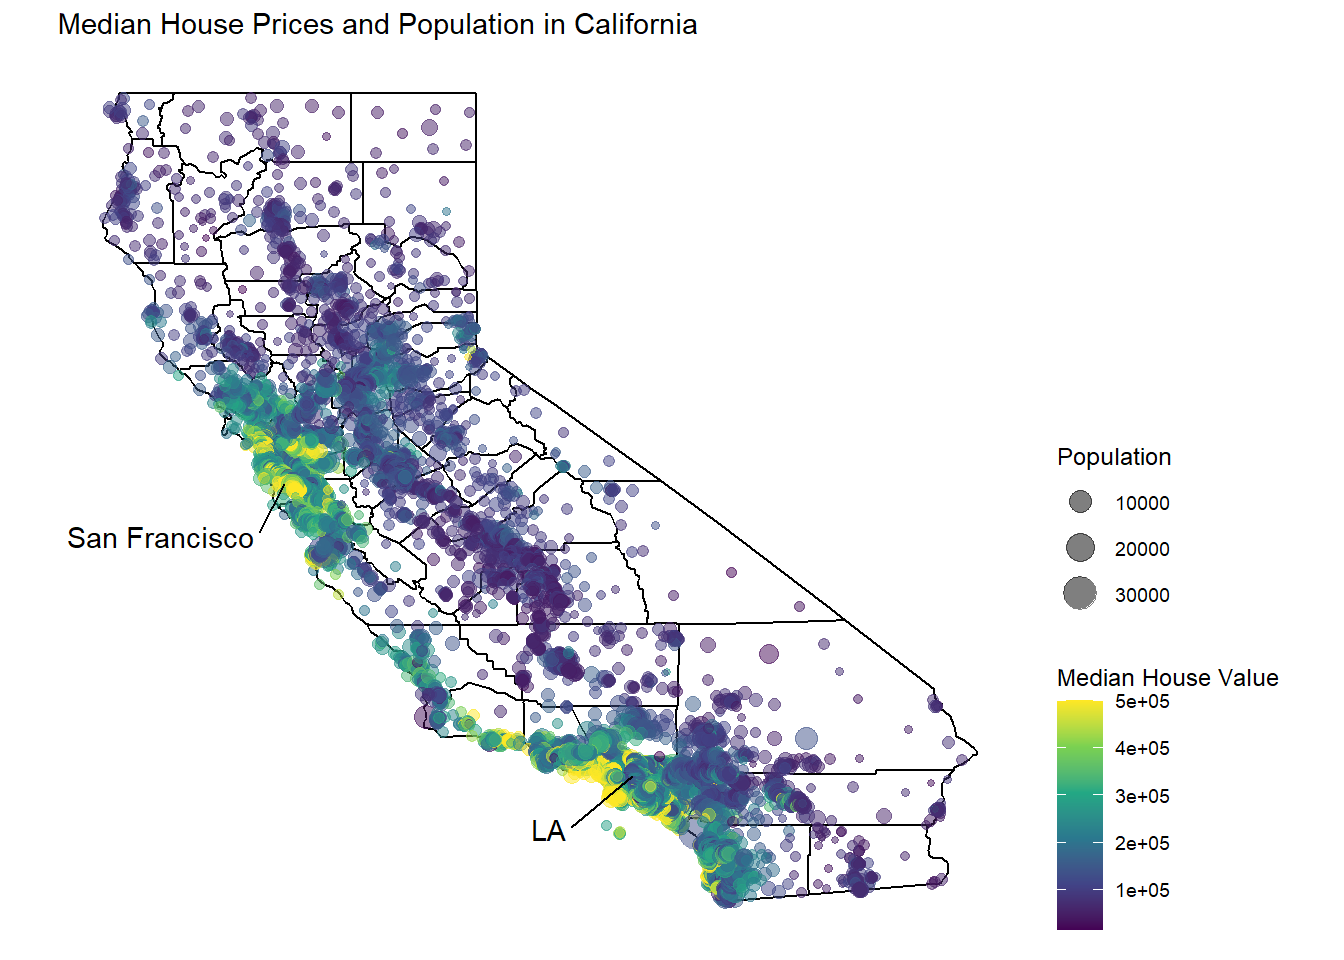 Median House Prices and Population in California
San Francisco
LA
Population
10000
20000
30000
Median House Value
5e+05
4e+05
3e+05
2e+05
1e+05